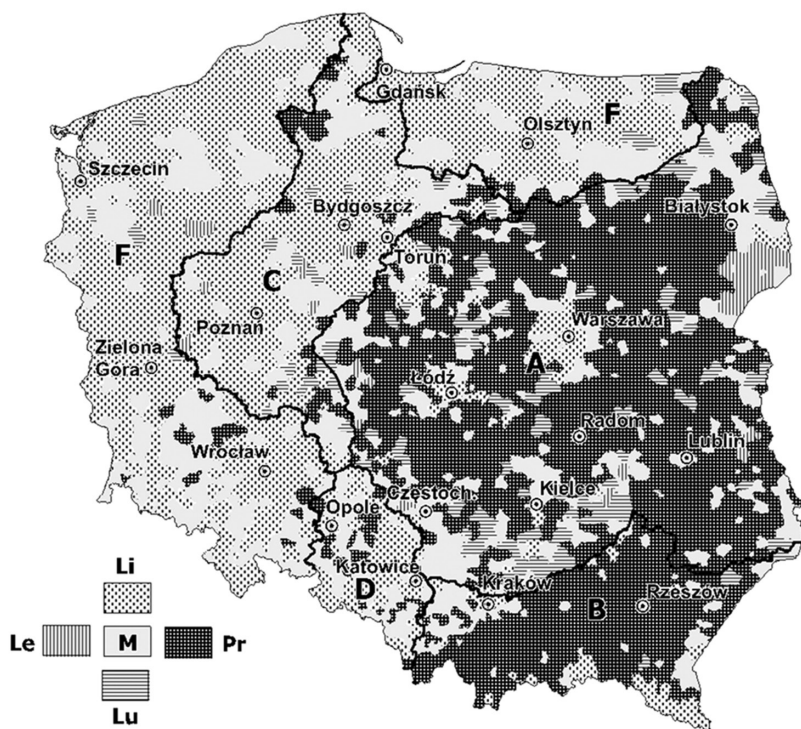 Gdańsk
Olsztyn
F
Szczecin
Bydgoszcz
Białystok
Toruń
F
C
Poznań
Warszawa
Zielona
Gora
A
Łódź
Radom
Wrocław
Lublin
Częstoch.
Kielce
Opole
Katowice
D
Kraków
B
Rzeszów
Li
Le
M
Pr
Lu